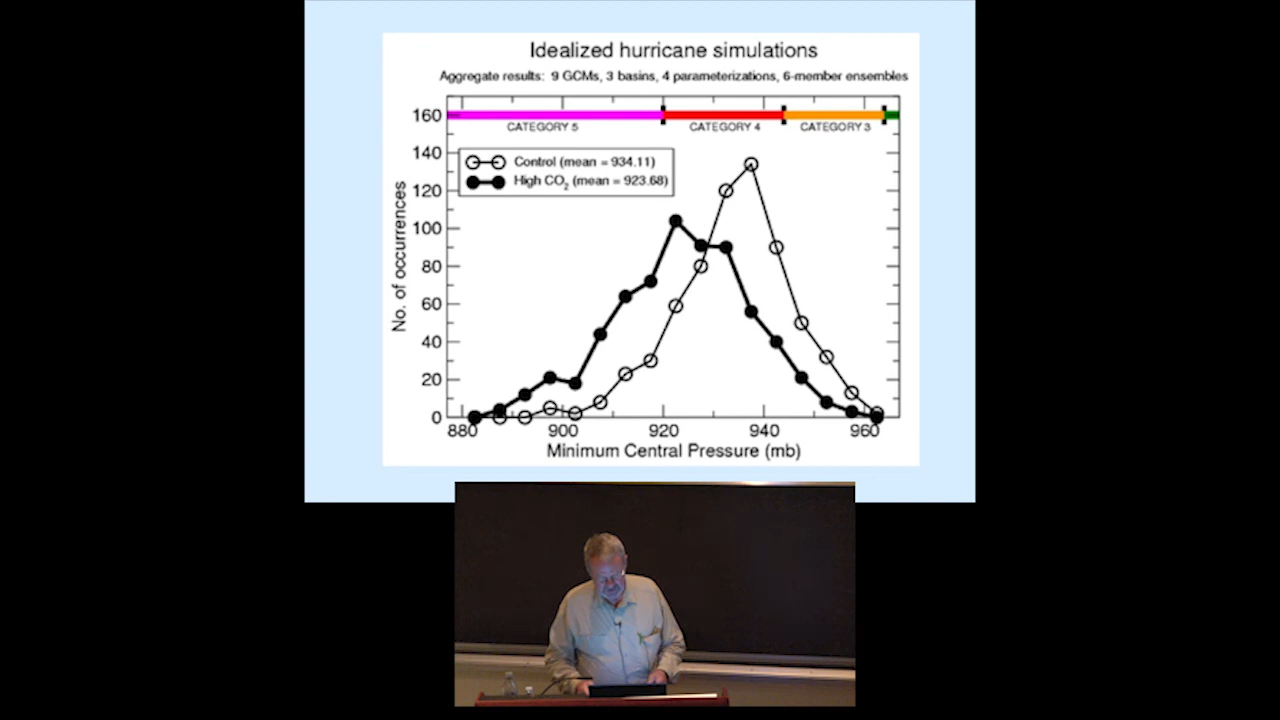 Idealized hurricane simulations
Aggregate results: 9 GCMs, 3 basins, 4 parameterizations, 6-member ensembles
160
CATEGORY 5 CATEGORY 4 CATEGORY 3
140
Control (mean = 934.11)
High CO2 (mean = 923.68)
120
100
80
60
40
20
0
No. of occurrences
880 900 920 940 960
Minimum Central Pressure (mb)